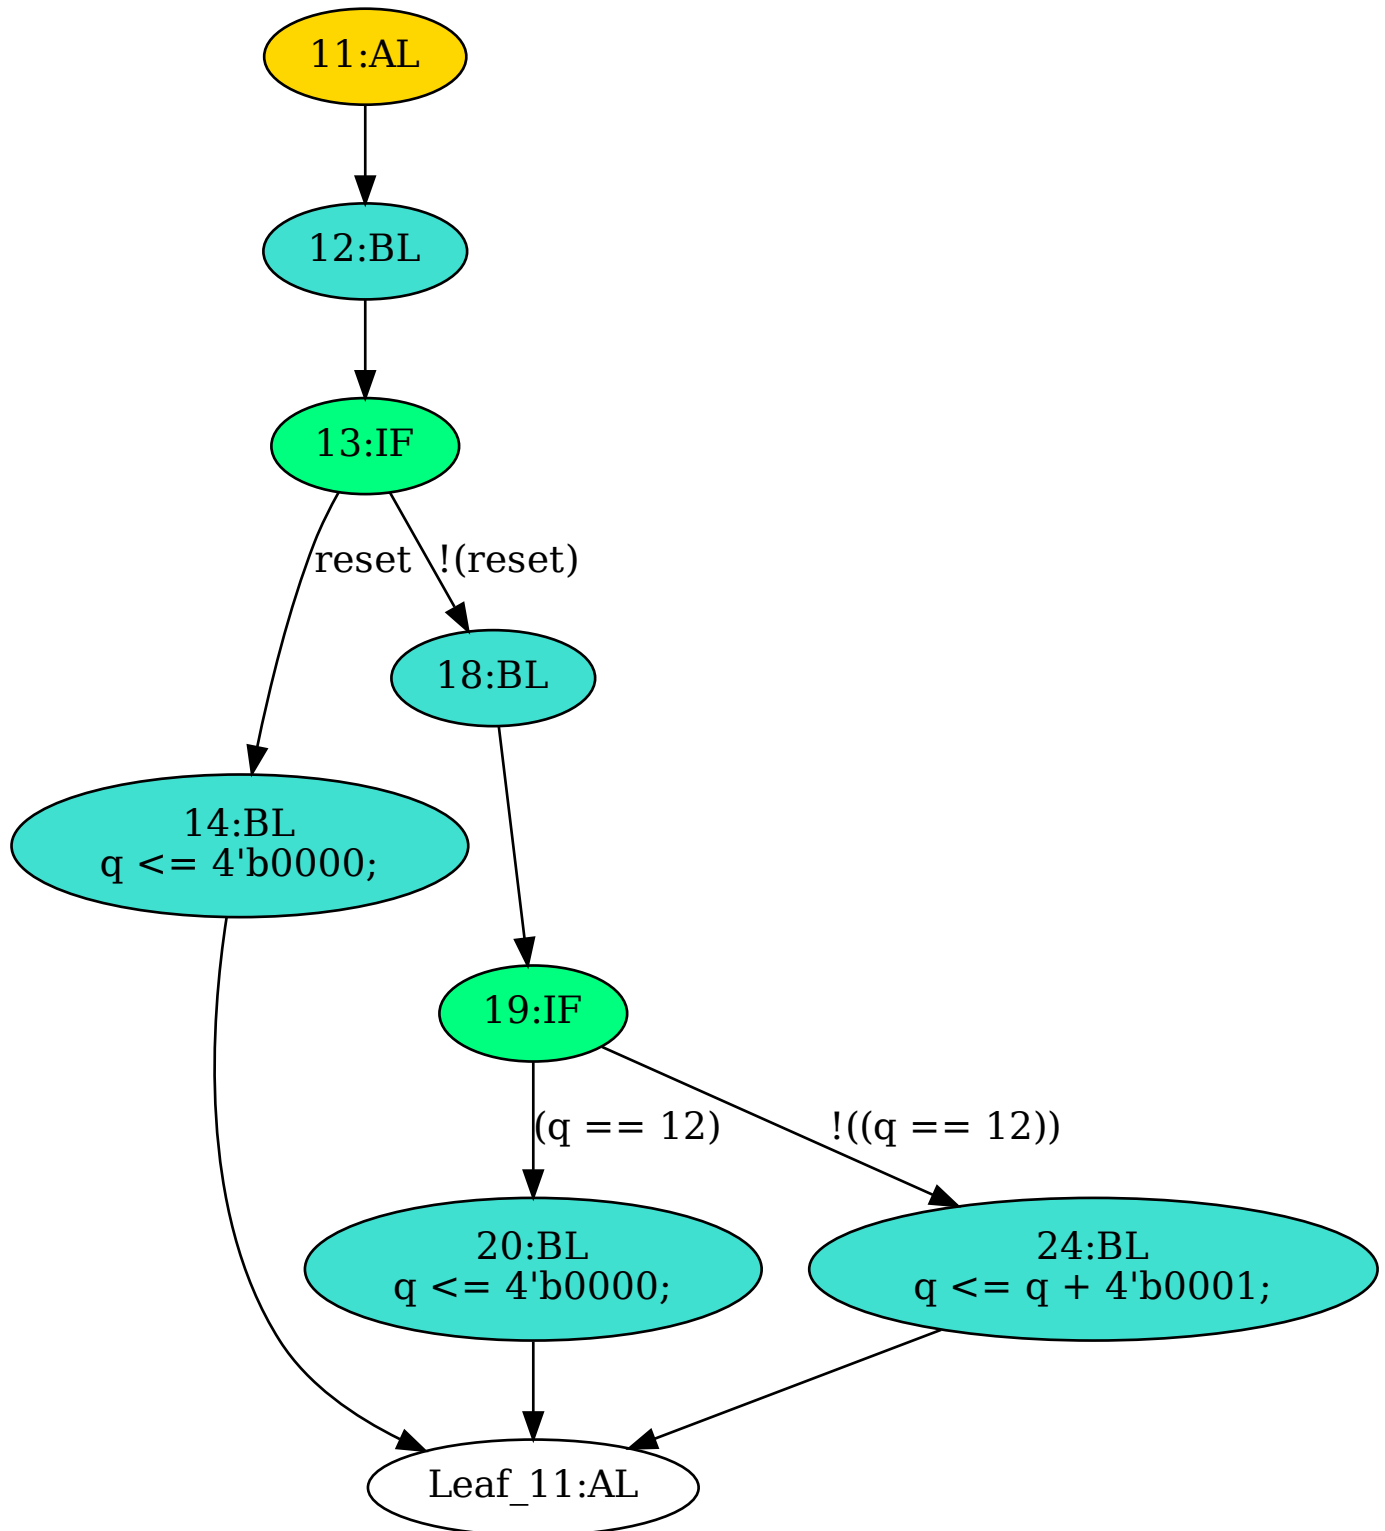 11:AL
12:BL
13:IF
reset
!(reset)
18:BL
14:BL
q <= 4'b0000;
19:IF
(q == 12)
!((q == 12))
20:BL
q <= 4'b0000;
24:BL
q <= q + 4'b0001;
Leaf_11:AL